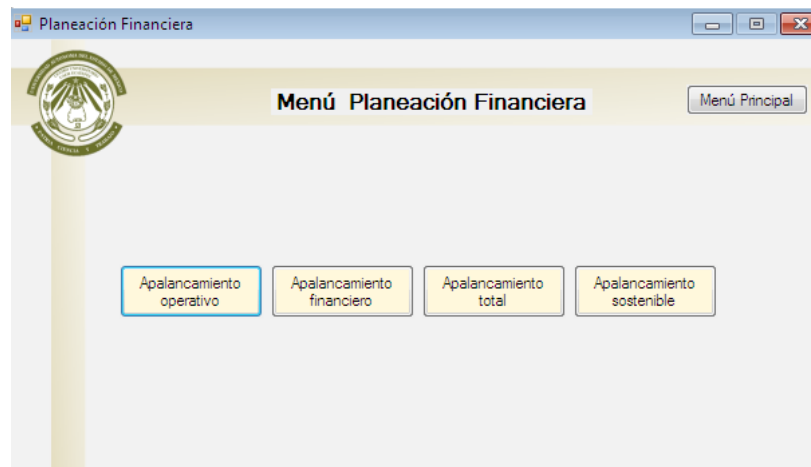 Planeación Financiera
Menú Planeación Financiera
Menú Principal
Apalancamiento
operativo
Apalancamiento
financiero
Apalancamiento
total
Apalancamiento
sostenible